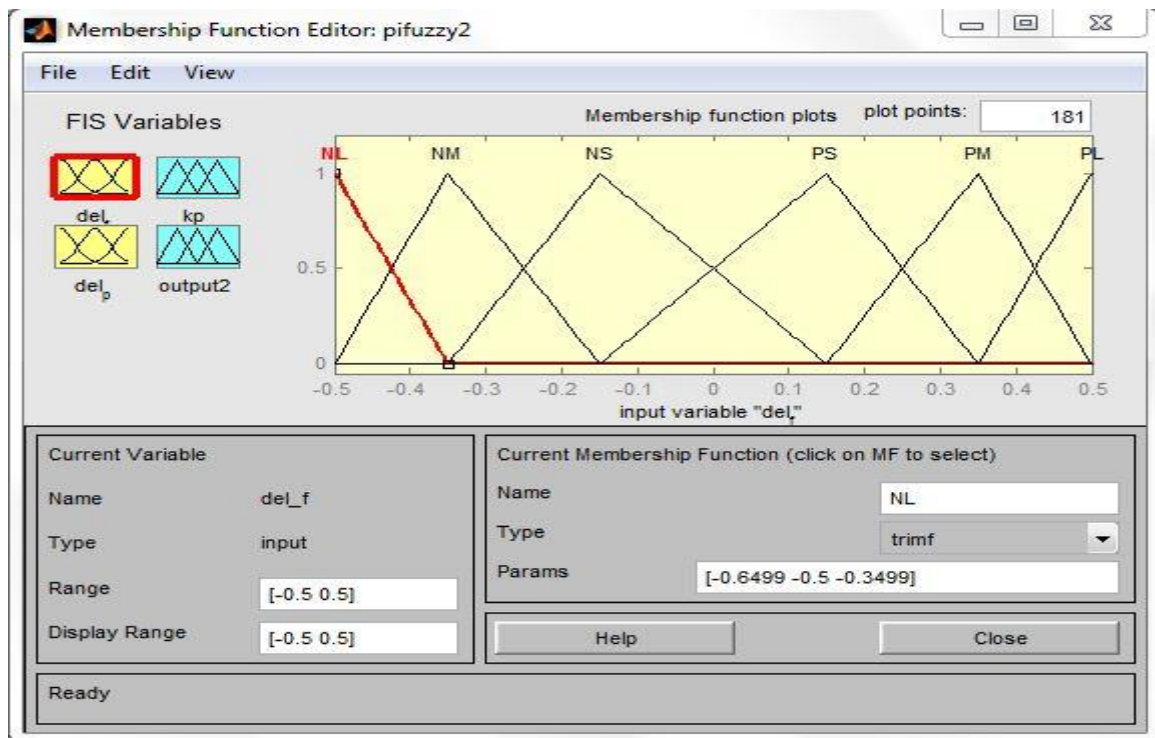 Membership Function Editor: pifuzzy2
File Edit View
FIS Variables
Membership function plots plot points: 181
NL NM NS PS PM PL
1
0.5
0
-0.5 -0.4 -0.3 -0.2 -0.1 0 0.1 0.2 0.3 0.4 0.5
input variable "del_f"
del_f kp
del_p output2
Current Variable
Name del_f
Type input
Range [-0.5 0.5]
Display Range [-0.5 0.5]
Current Membership Function (click on MF to select)
Name NL
Type trimf
Params [-0.6499 -0.5 -0.3499]
Help Close
Ready